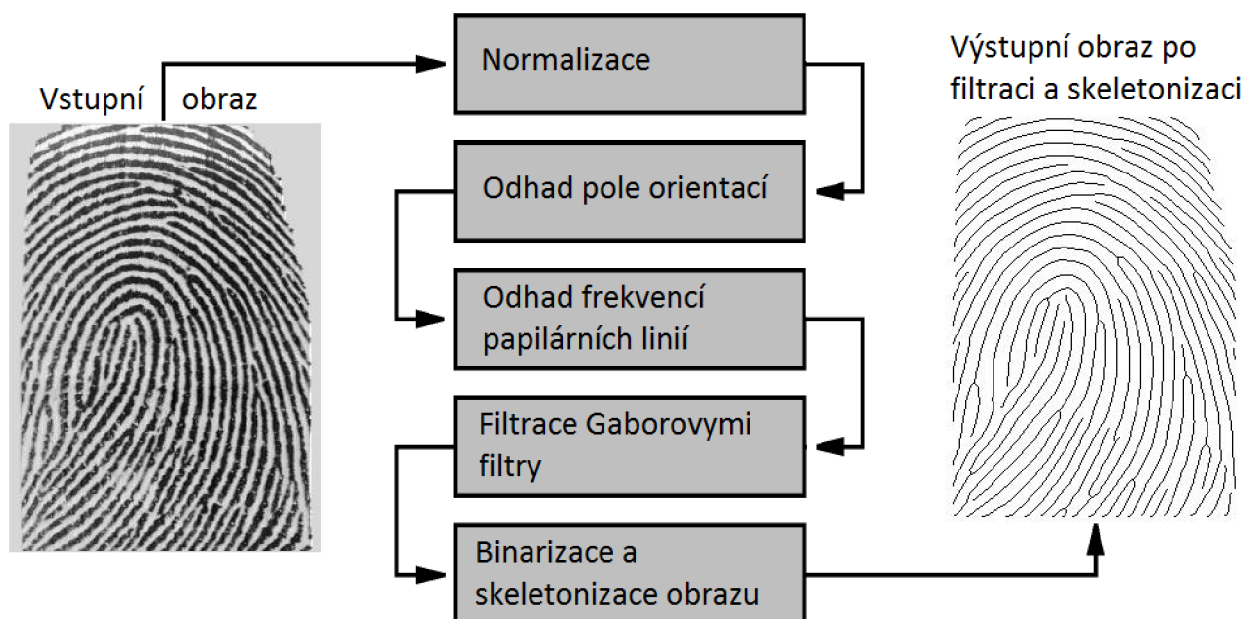 Vstupní obraz
Normalizace
Odhad pole orientací
Odhad frekvencí
papilárních linií
Filtrace Gaborovymi
filtry
Binarizace a
skeletonizace obrazu
Výstupní obraz po
filtraci a skeletonizaci